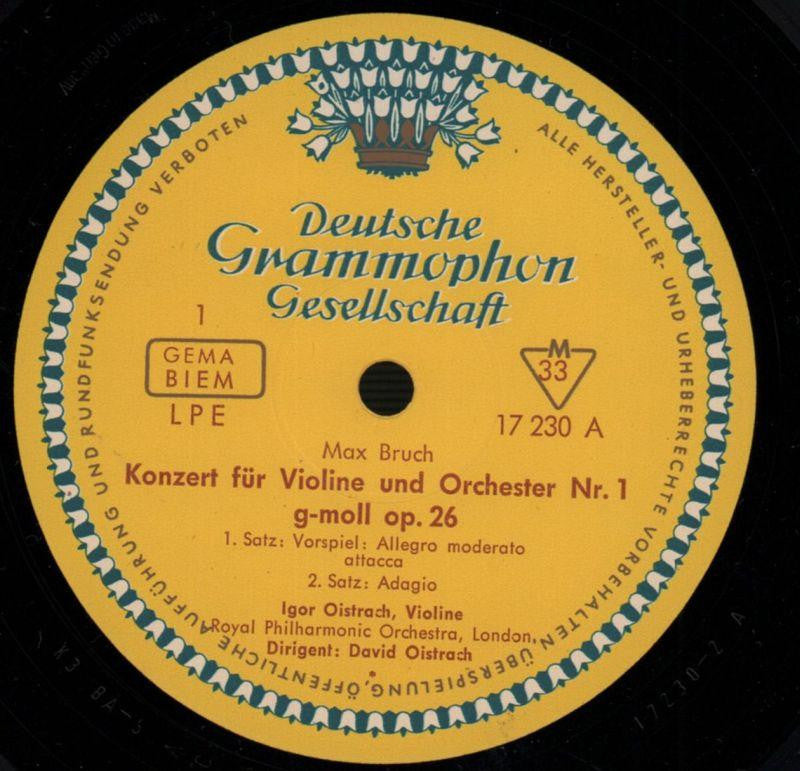 Deutsche
Grammophon
Gesellschaft
1
GEMA
BIEM
LPE
M
33
17 230 A
Max Bruch
Konzert für Violine und Orchester Nr. 1
g-moll op. 26
1. Satz: Vorspiel: Allegro moderato
attacca
2. Satz: Adagio
Igor Oistrach, Violine
Royal Philharmonic Orchestra, London,
Dirigent: David Oistrach
ALLE HERSTELLER- UND URHEBERRECHTE VORBEHALTEN, ÜBERSPIELUNG, ÖFFENTLICHE AUFFÜHRUNG UND RUNDFUNKSENDUNG VERBOTEN
17230-2 A